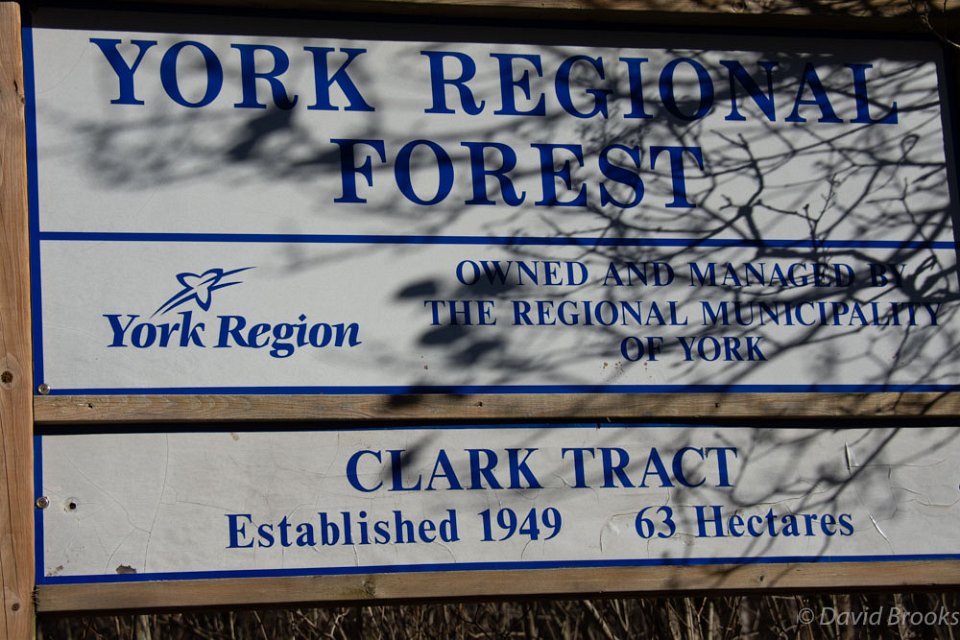 YORK REGIONAL
FOREST
York Region
OWNED AND MANAGED BY
THE REGIONAL MUNICIPALITY
OF YORK
CLARK TRACT
Established 1949 63 Hectares
© David Brooks